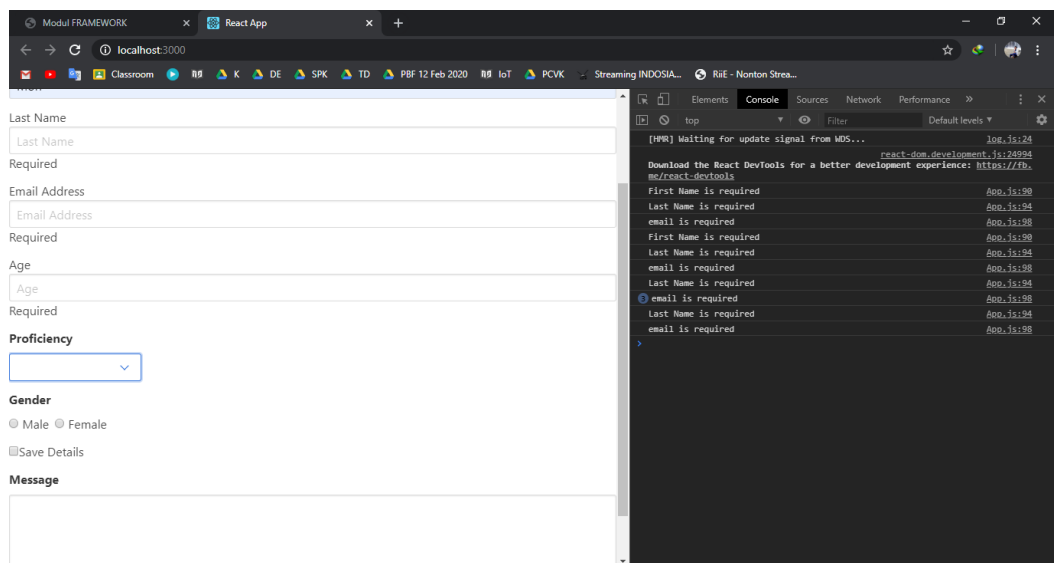 Modul FRAMEWORK
React App
localhost:3000
Classroom
K
DE
SPK
TD
PBF 12 Feb 2020
IoT
PCVK
Streaming INDOSIA...
RiiE - Nonton Strea...
Last Name
Last Name
Required
Email Address
Email Address
Required
Age
Age
Required
Proficiency
Gender
Male Female
Save Details
Message
Elements Console Sources Network Performance »
top Filter Default levels ▼
[HMR] Waiting for update signal from WDS... log.js:24
react-dom.development.js:24994
Download the React DevTools for a better development experience: https://fb.
me/react-devtools
First Name is required App.js:90
Last Name is required App.js:94
email is required App.js:98
First Name is required App.js:90
Last Name is required App.js:94
email is required App.js:98
Last Name is required App.js:94
3 email is required App.js:98
Last Name is required App.js:94
email is required App.js:98